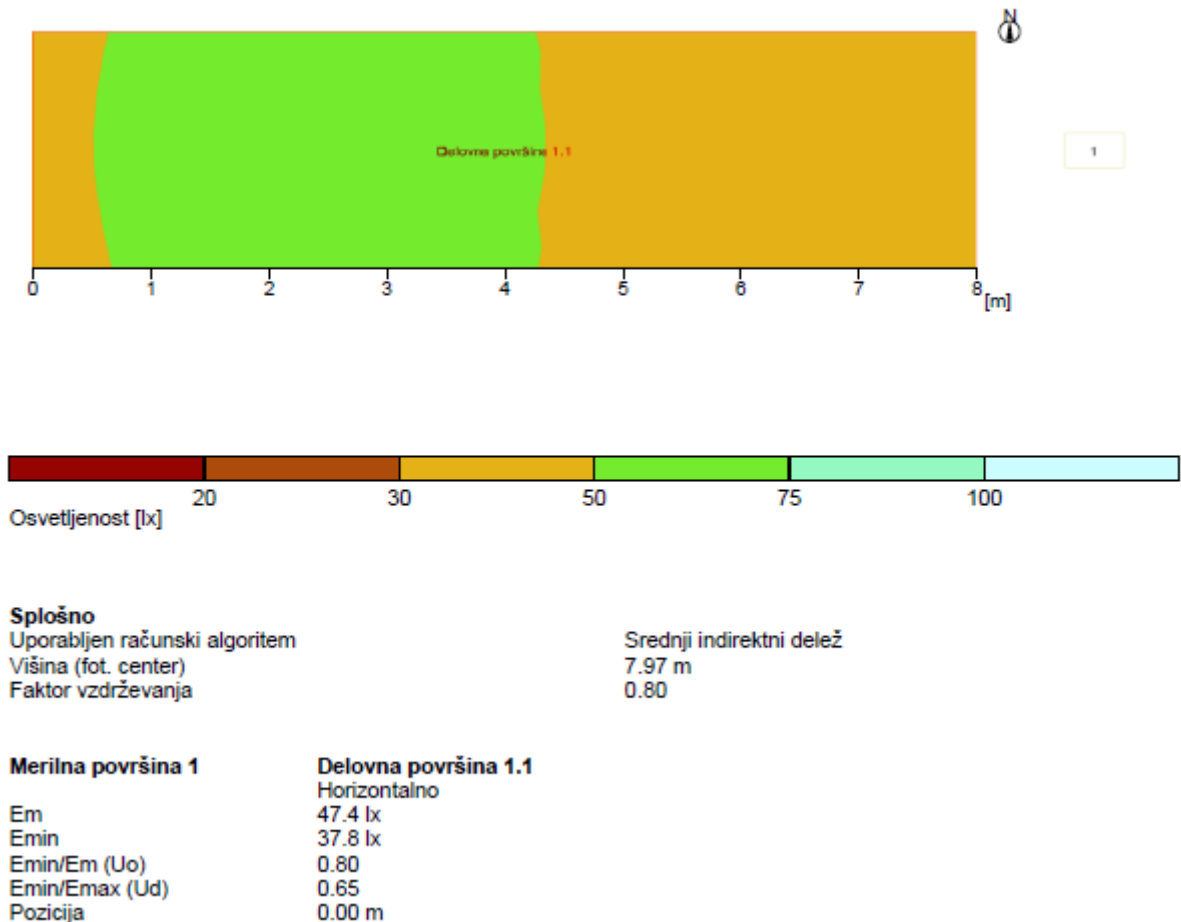 N
Delovna površina 1.1
1
0 1 2 3 4 5 6 7 8 [m]
20 30 50 75 100
Osvetljenost [lx]
Splošno
Uporabljen računski algoritem Srednji indirektni delež
Višina (fot. center) 7.97 m
Faktor vzdrževanja 0.80
Merilna površina 1 Delovna površina 1.1
Horizontalno
Em 47.4 lx
Emin 37.8 lx
Emin/Em (Uo) 0.80
Emin/Emax (Ud) 0.65
Pozicija 0.00 m